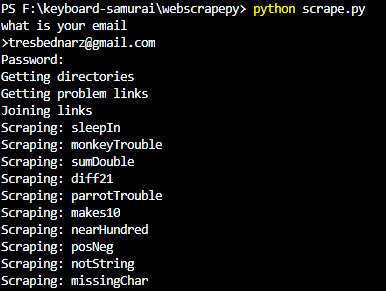 PS F:\keyboard-samurai\webscrapepy> python scrape.py
what is your email
>tresbednarz@gmail.com
Password:
Getting directories
Getting problem links
Joining links
Scraping: sleepIn
Scraping: monkeyTrouble
Scraping: sumDouble
Scraping: diff21
Scraping: parrotTrouble
Scraping: makes10
Scraping: nearHundred
Scraping: posNeg
Scraping: notString
Scraping: missingChar